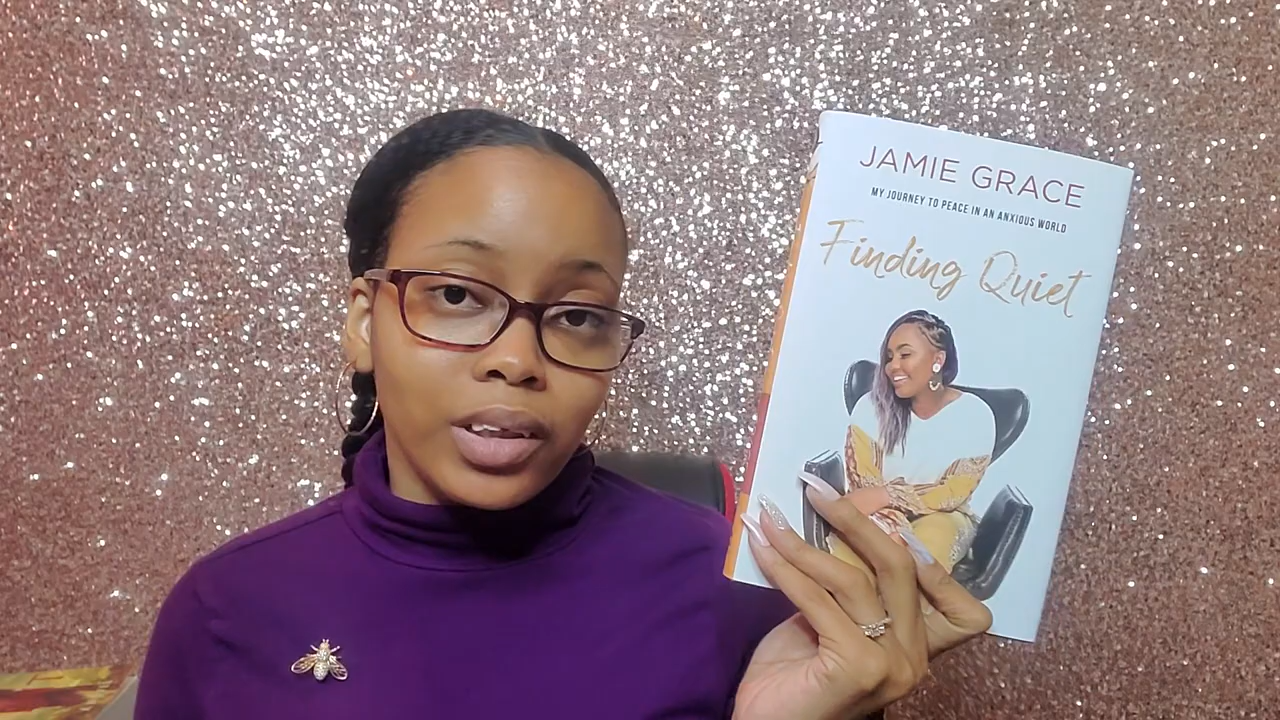 JAMIE GRACE
MY JOURNEY TO PEACE IN AN ANXIOUS WORLD
Finding Quiet